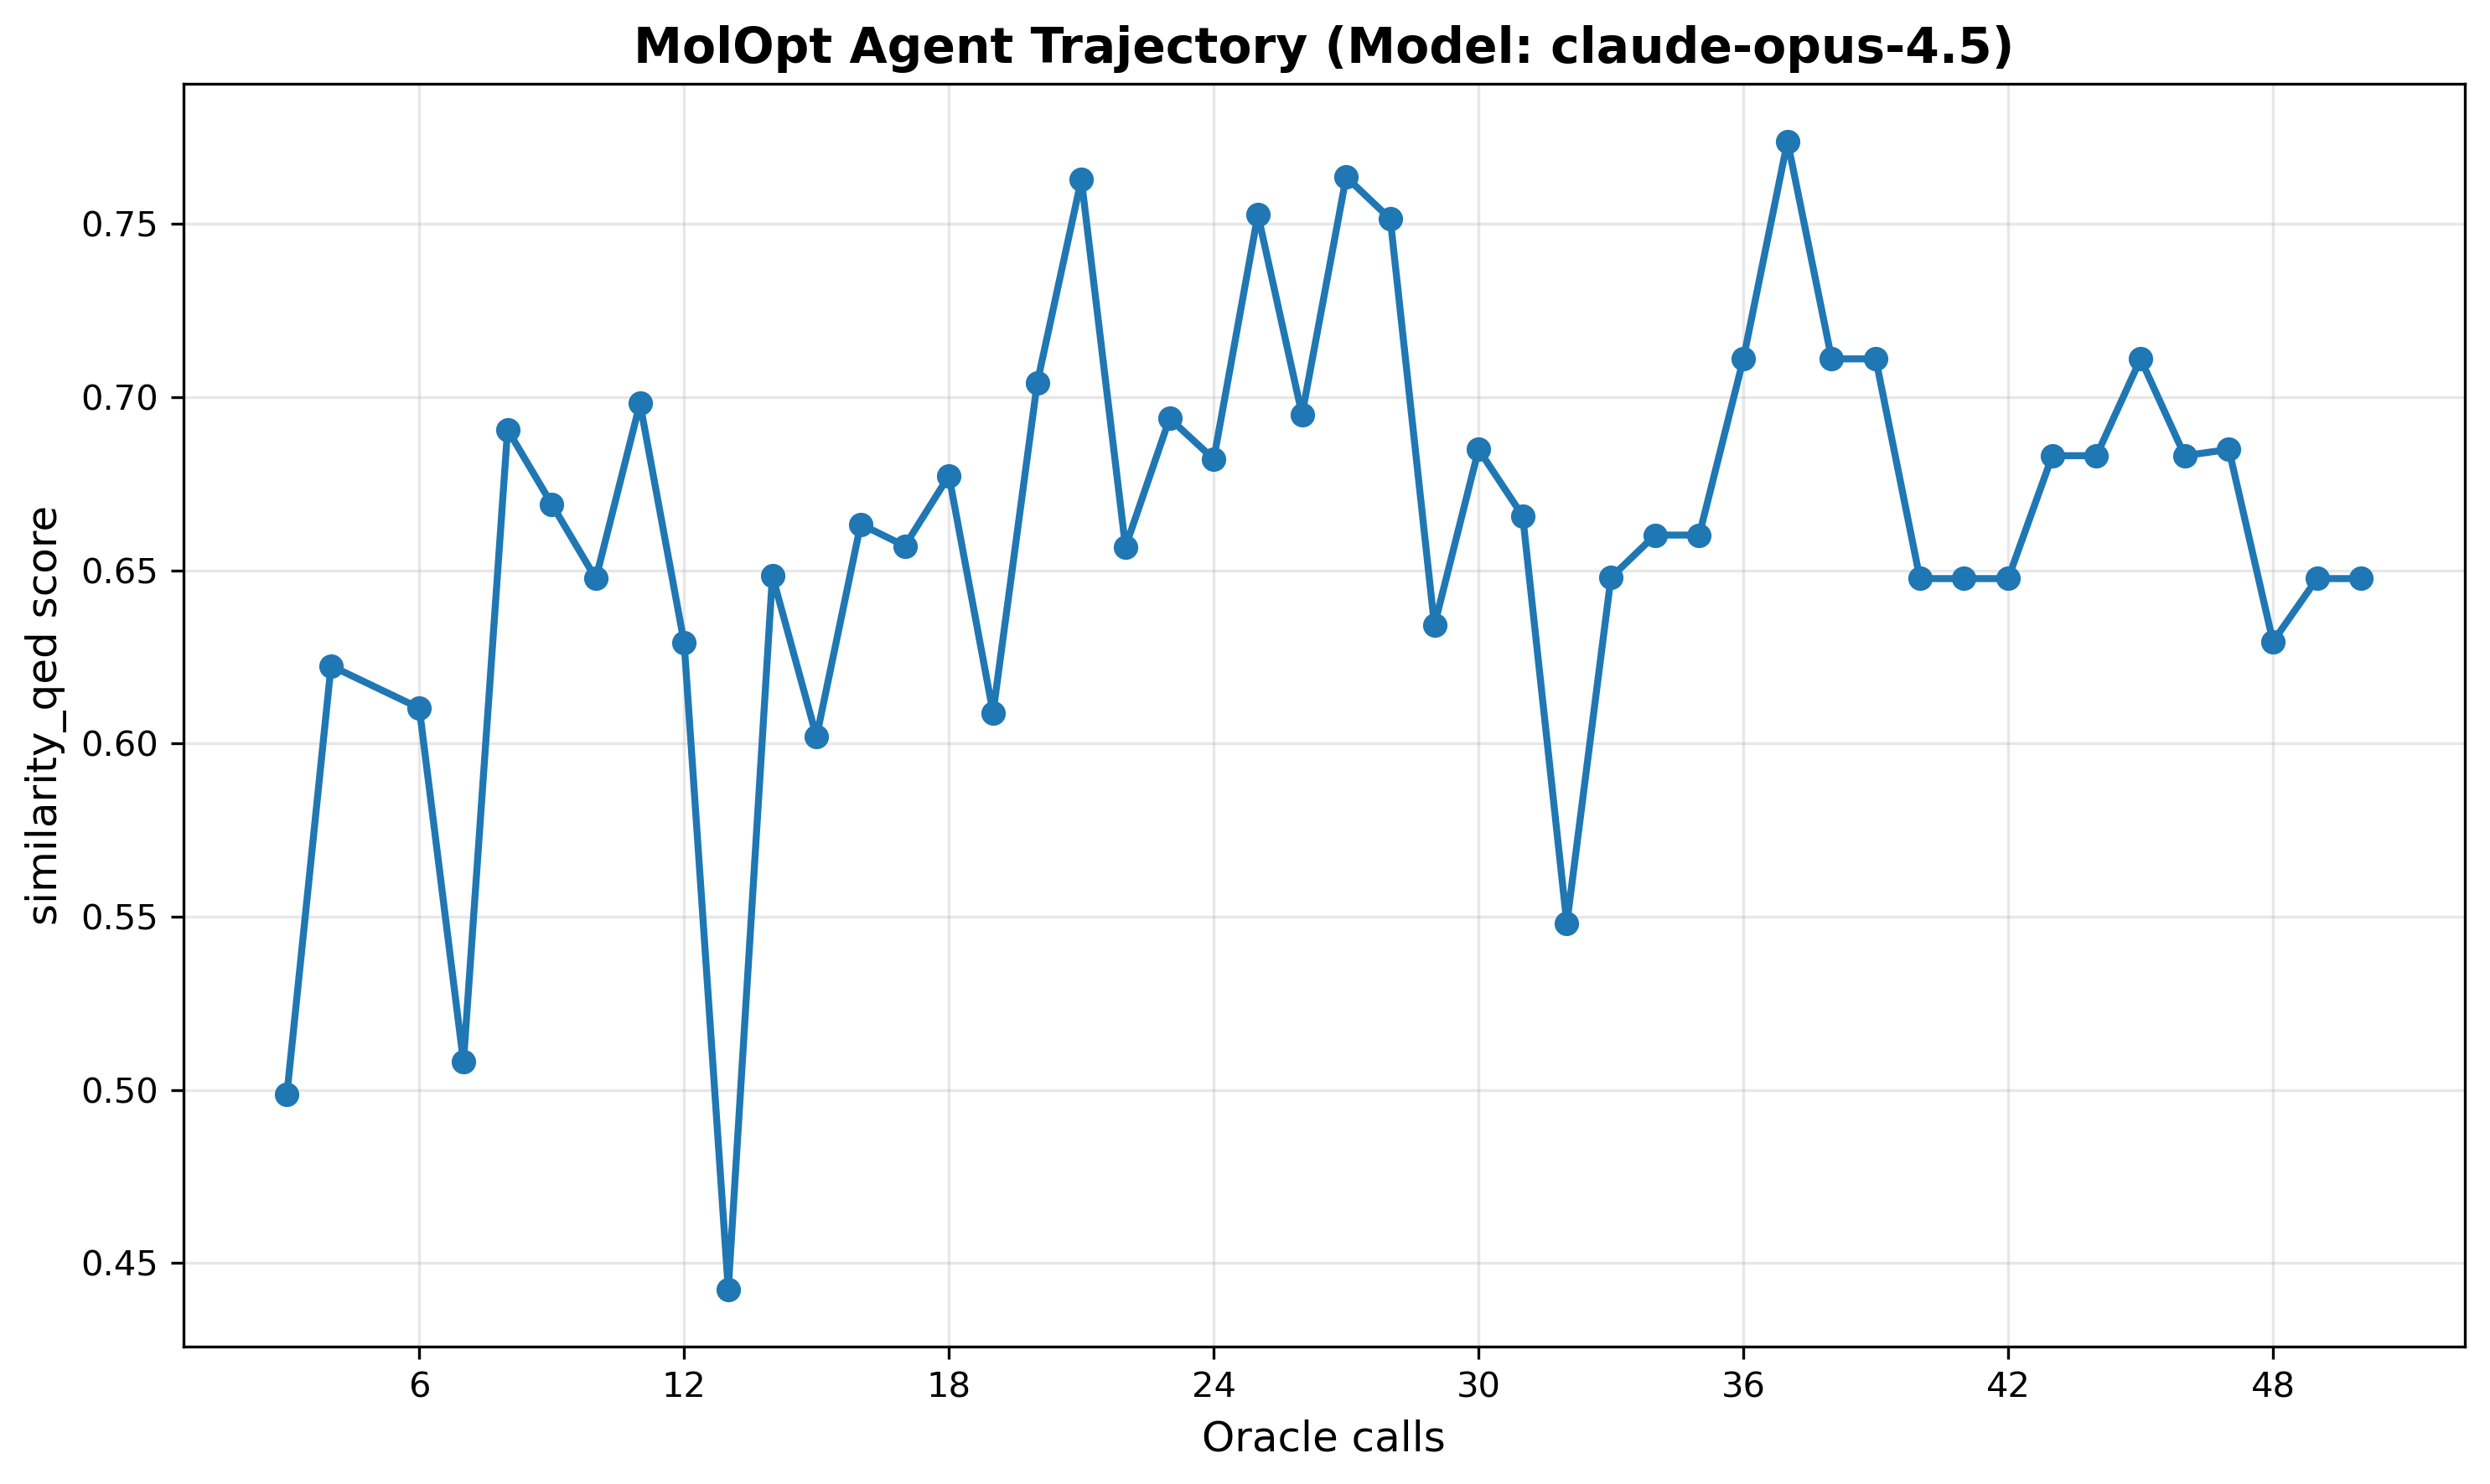 MolOpt Agent Trajectory (Model: claude-opus-4.5)
similarity_qed score
0.75
0.70
0.65
0.60
0.55
0.50
0.45
6 12 18 24 30 36 42 48
Oracle calls